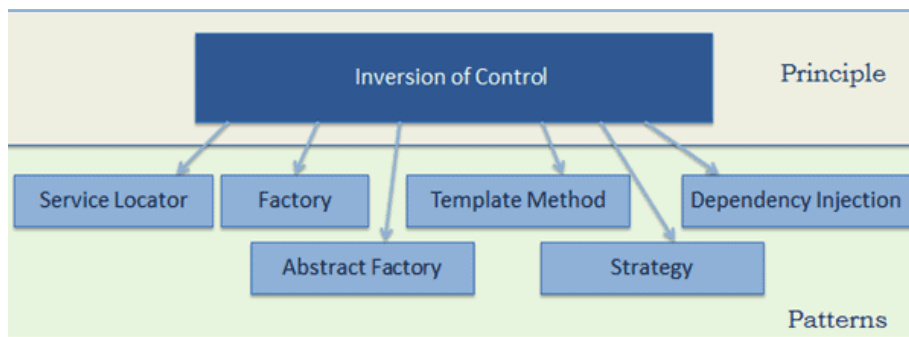 Inversion of Control
Principle
Service Locator
Factory
Template Method
Dependency Injection
Abstract Factory
Strategy
Patterns